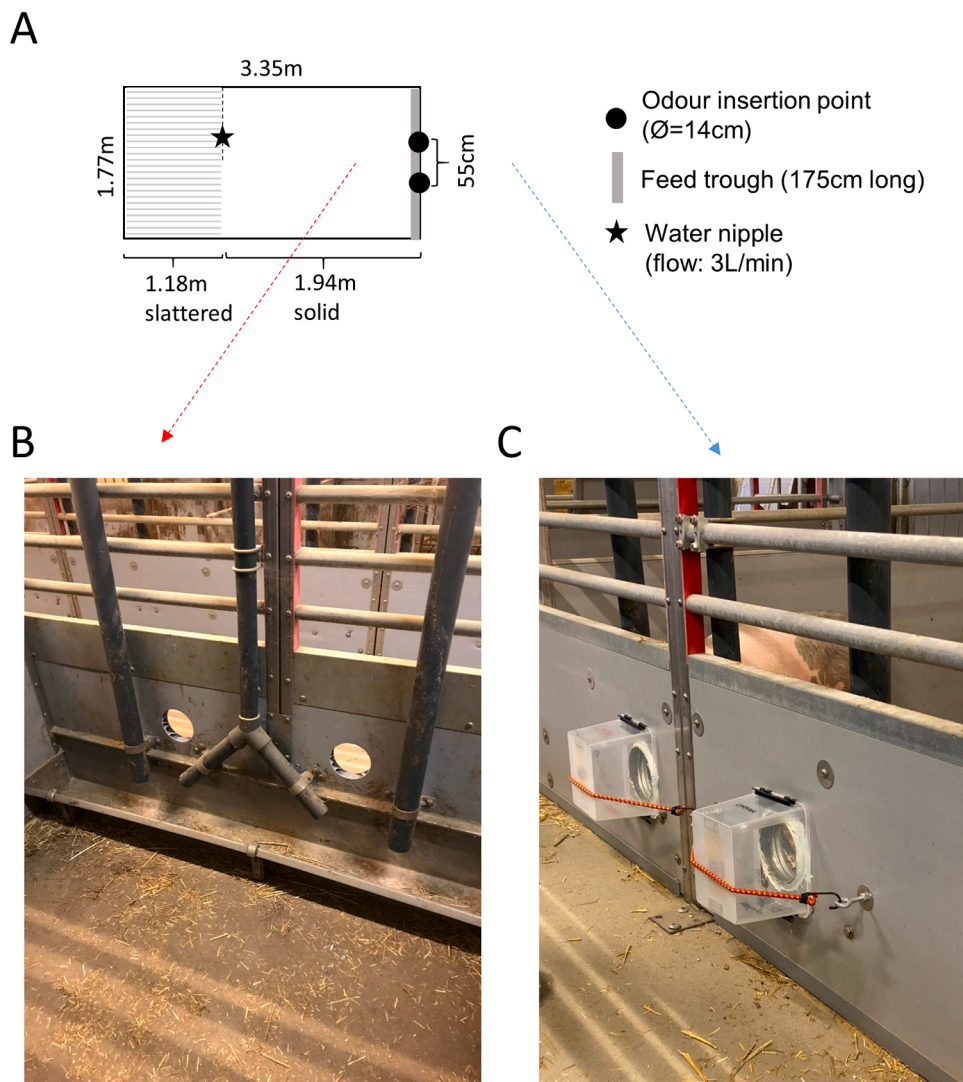 A
3.35m
1.77m
55cm
1.18m
slattered
1.94m
solid
Odour insertion point
(Ø=14cm)
Feed trough (175cm long)
Water nipple
(flow: 3L/min)
B
C